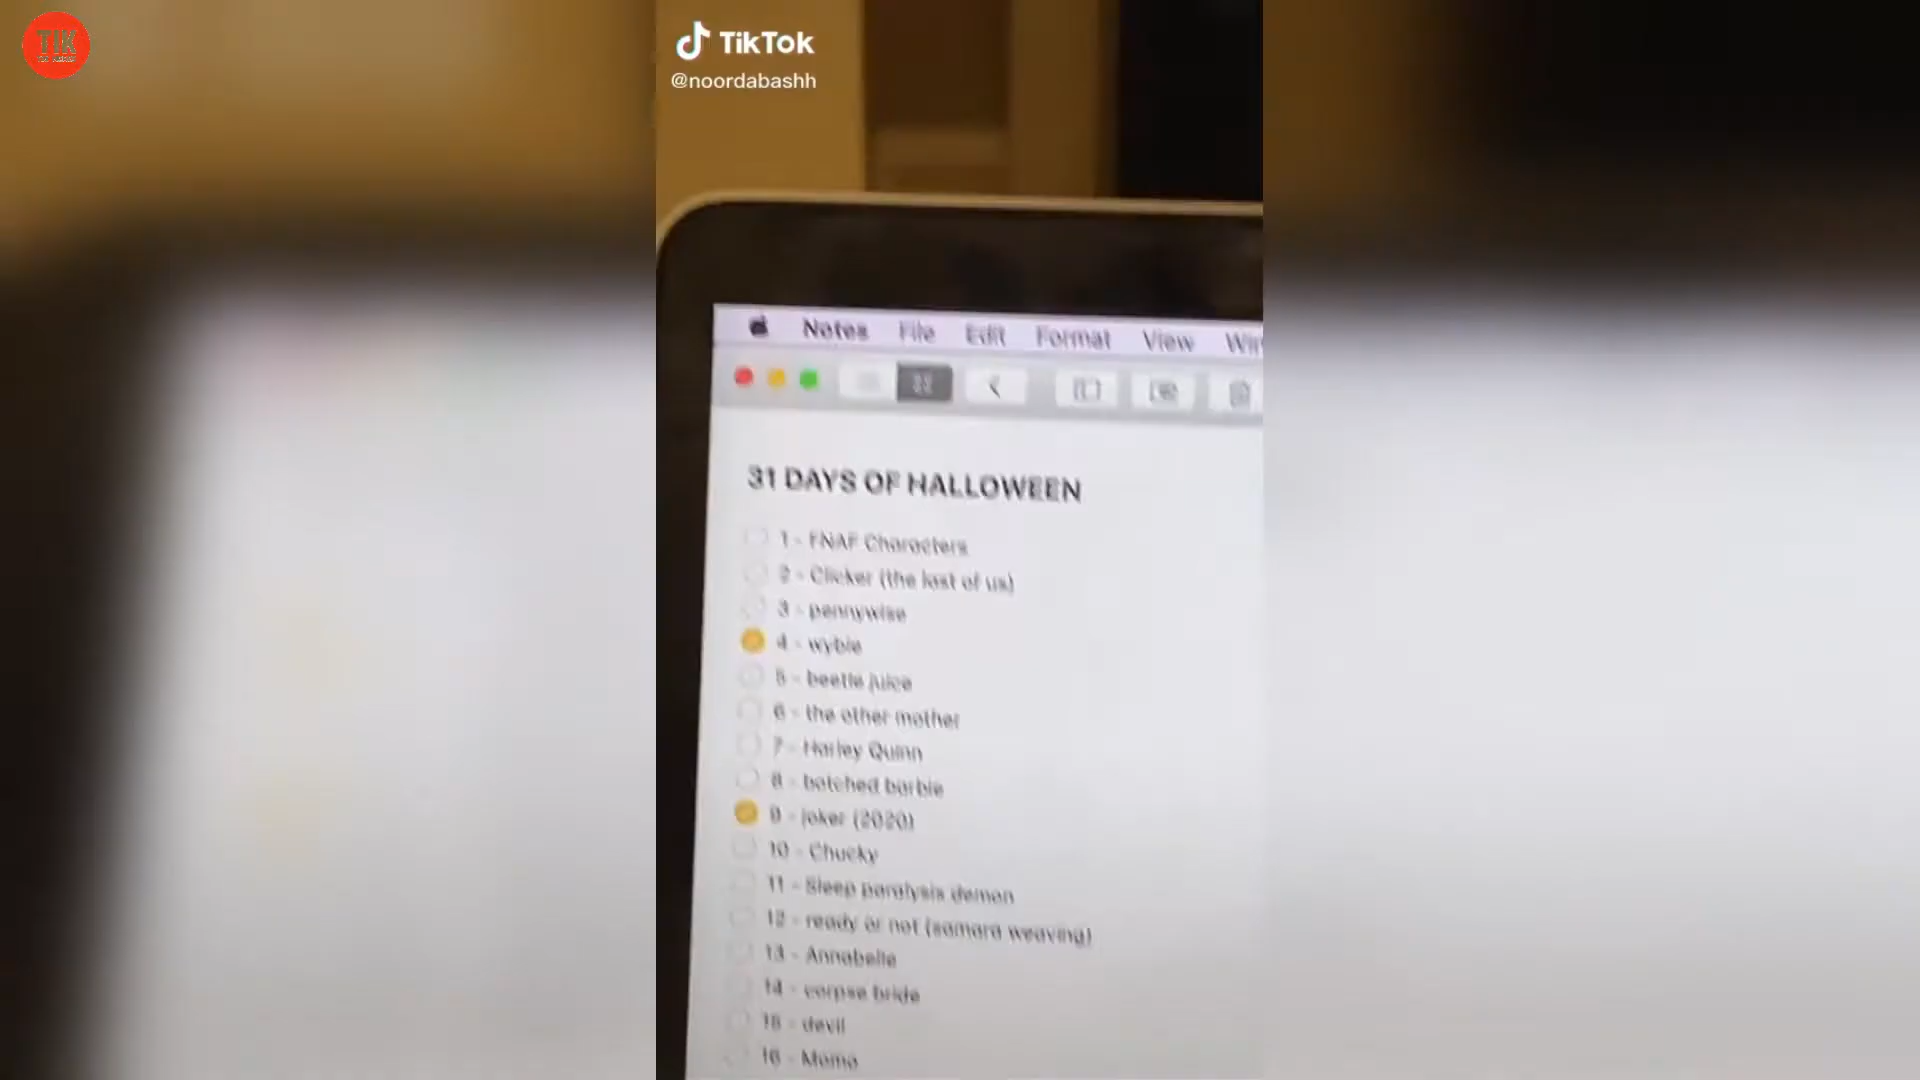 TIK
TikTok
@noordabashh
Notes File Edit Format View
31 DAYS OF HALLOWEEN
1 - FNAF Characters
2 - Clicker (the last of us)
3 - pennywise
4 - wybie
5 - beetle juice
6 - the other mother
7 - Harley Quinn
8 - botched barbie
9 - joker (2020)
10 - Chucky
11 - Sleep paralysis demon
12 - ready or not (samara weaving)
13 - Annabelle
14 - corpse bride
15 - devil
16 - Momo